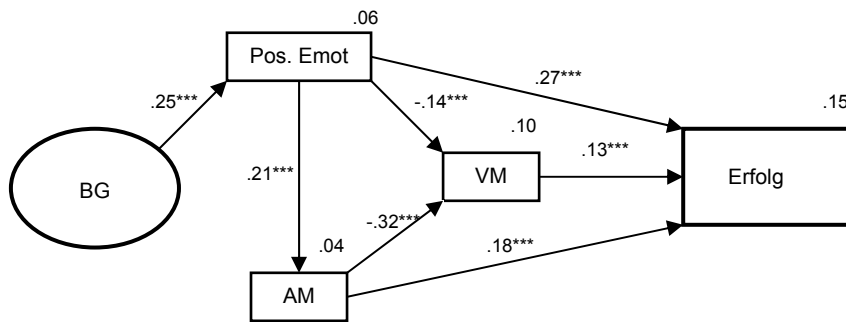 .06
Pos. Emot
.25***
.27***
.15
-.14***
.10
.13***
BG
.21***
VM
Erfolg
-.32***
.04
.18***
AM